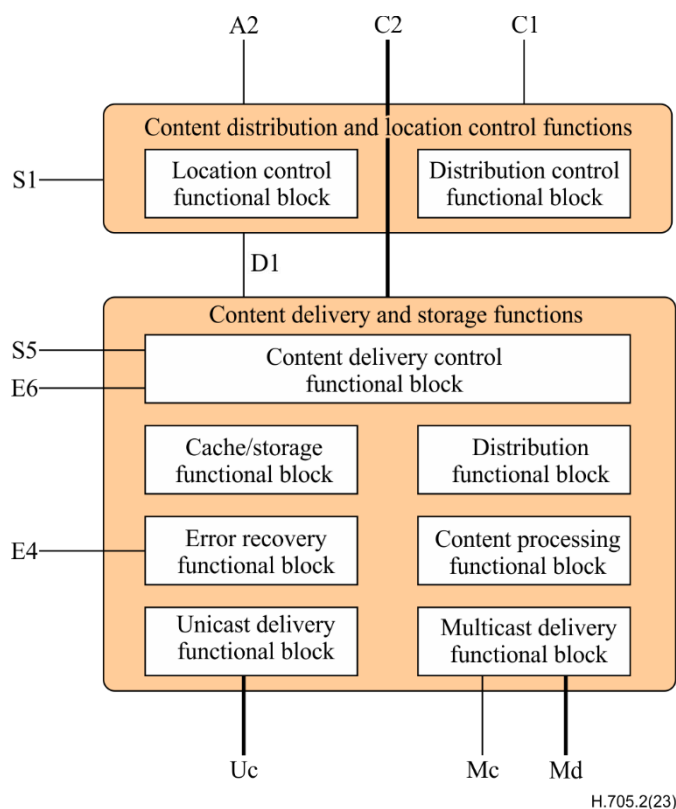 A2
C2
C1
Content distribution and location control functions
S1
Location control
functional block
Distribution control
functional block
D1
Content delivery and storage functions
S5
E6
Content delivery control
functional block
Cache/storage
functional block
Distribution
functional block
E4
Error recovery
functional block
Content processing
functional block
Unicast delivery
functional block
Multicast delivery
functional block
Uc
Mc
Md
H.705.2(23)